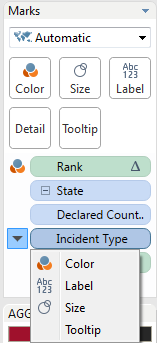 Marks
Automatic
Abc
123
Color
Size
Label
Detail
Tooltip
Rank Δ
State
Declared Count..
Incident Type
Color
Abc
123
Label
Size
Tooltip
AGG